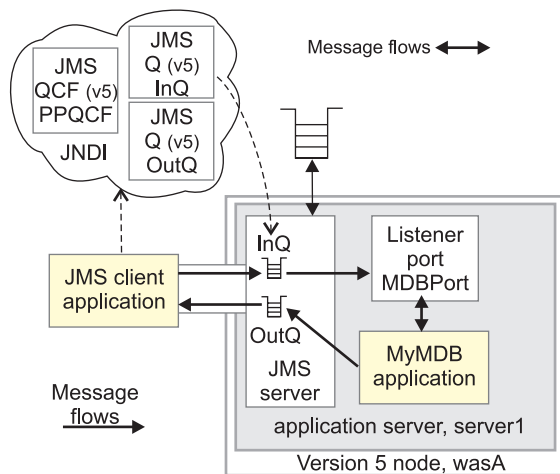 JMS
QCF (v5)
PPQCF
JMS
Q (v5)
InQ
JMS
Q (v5)
OutQ
JNDI
Message flows
JMS client
application
InQ
OutQ
JMS
server
Listener
port
MDBPort
MyMDB
application
application server, server1
Version 5 node, wasA
Message
flows